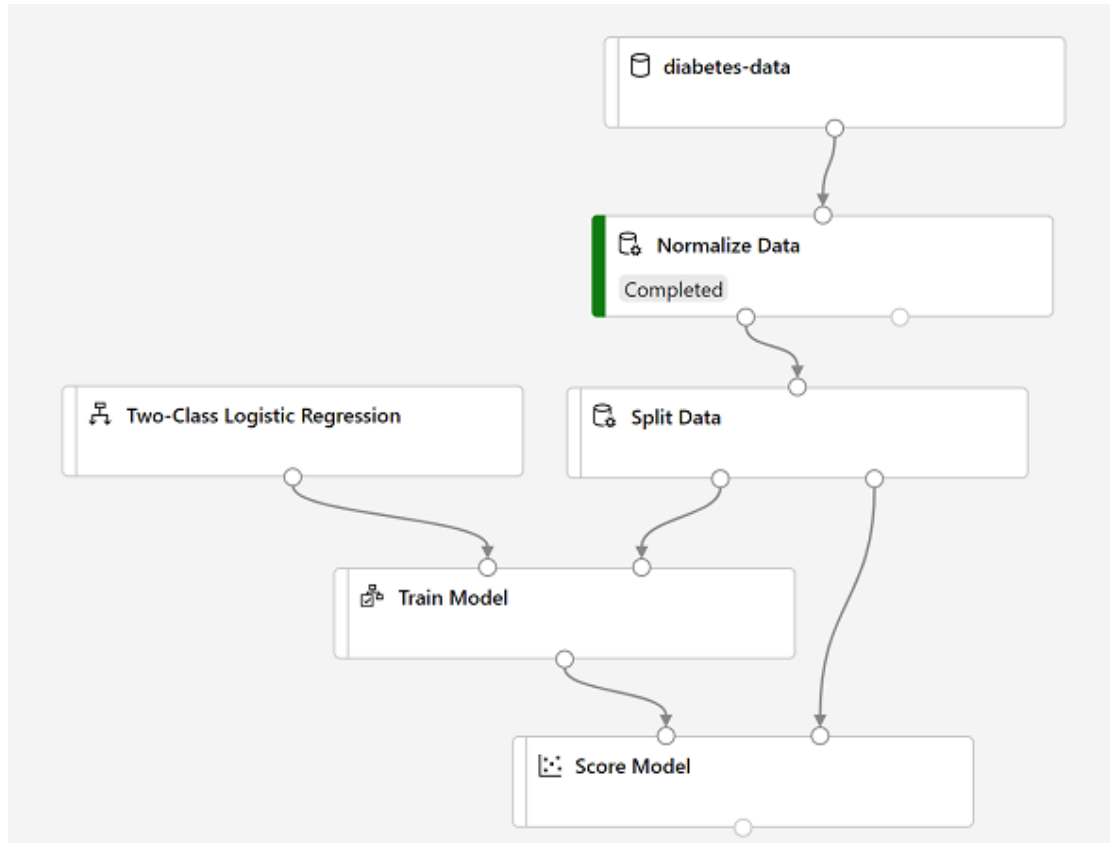 diabetes-data
Normalize Data
Completed
Two-Class Logistic Regression
Split Data
Train Model
Score Model